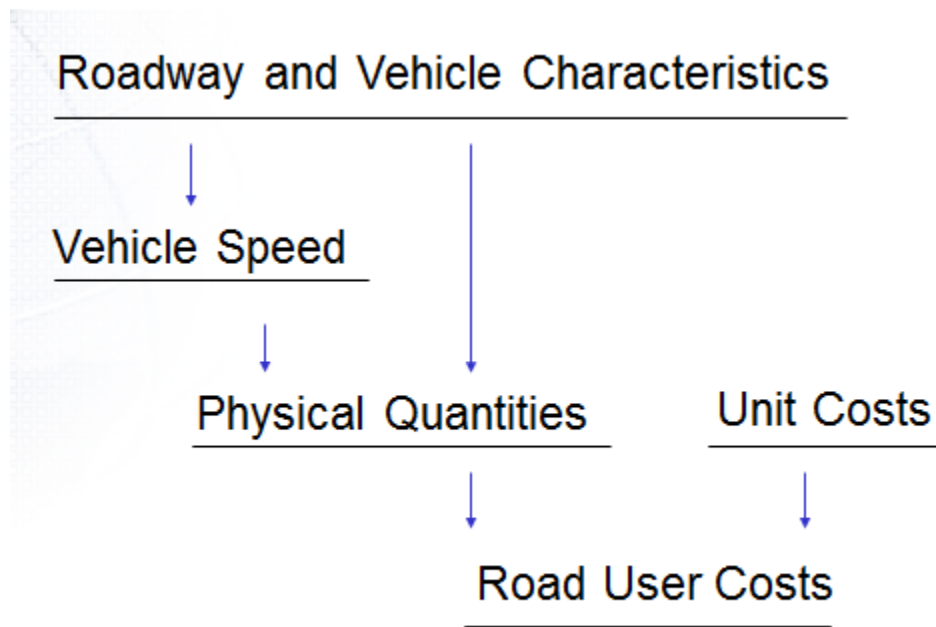 Roadway and Vehicle Characteristics
Vehicle Speed
Physical Quantities
Unit Costs
Road User Costs